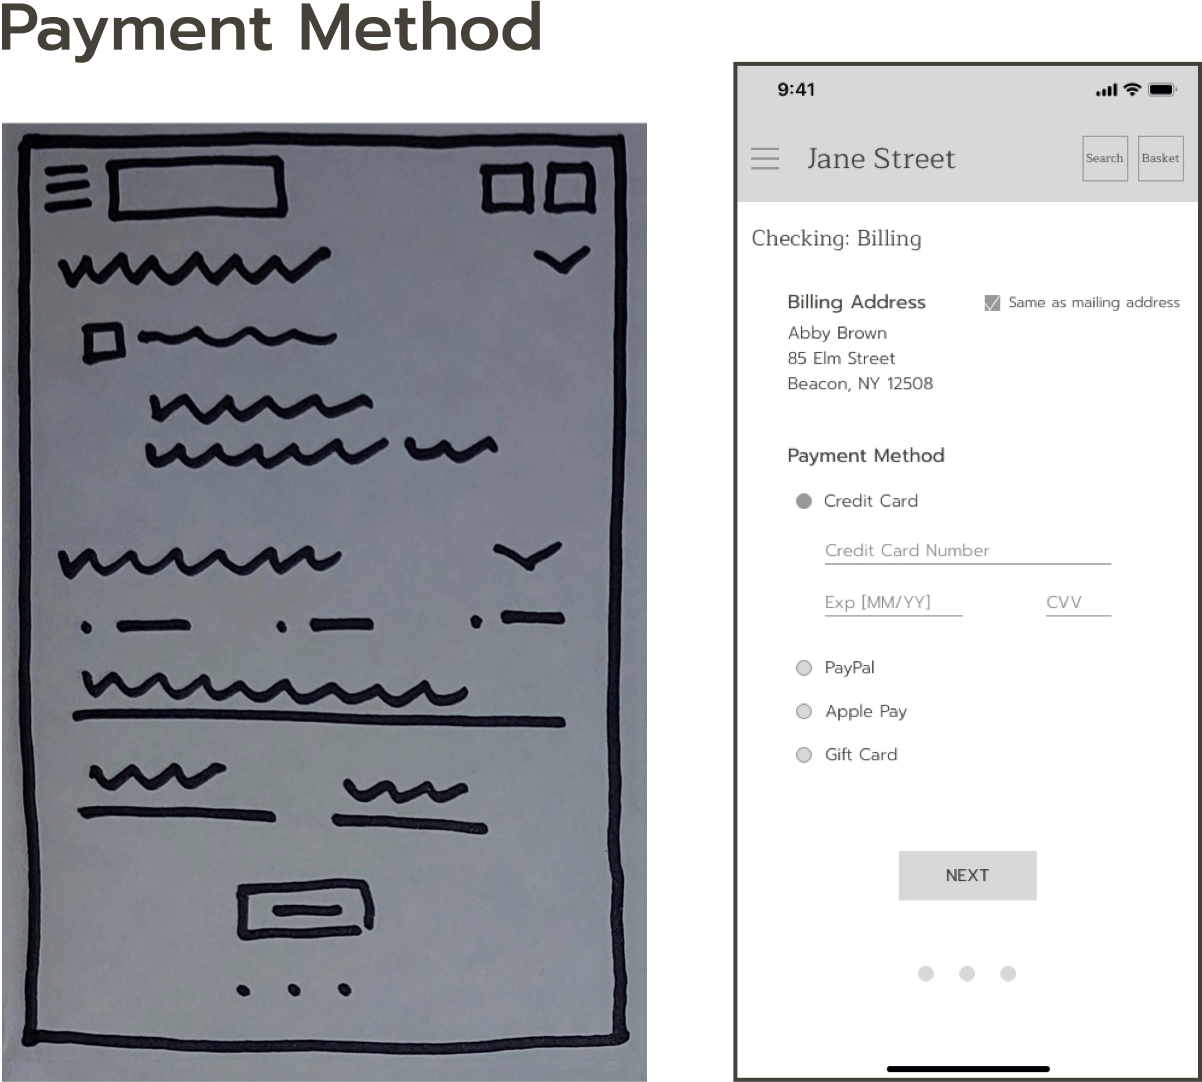 Payment Method
9:41
Jane Street
Search
Basket
Checking: Billing
Billing Address
Same as mailing address
Abby Brown
85 Elm Street
Beacon, NY 12508
Payment Method
Credit Card
Credit Card Number
Exp [MM/YY]
CVV
PayPal
Apple Pay
Gift Card
NEXT